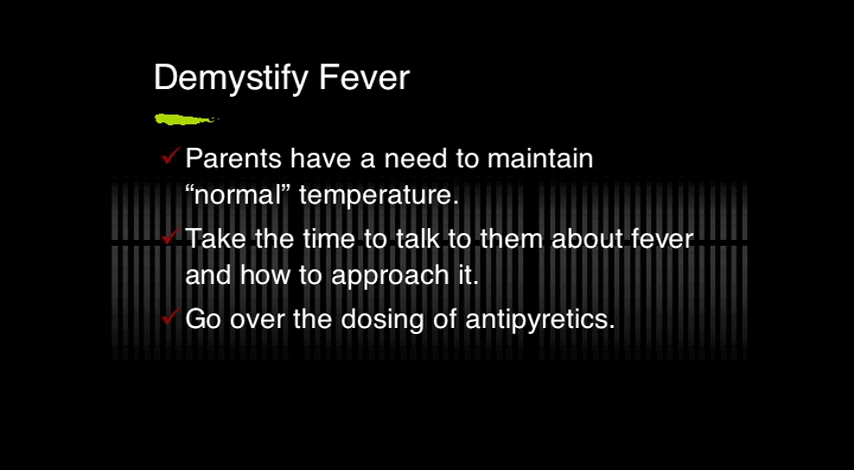 Demystify Fever
Parents have a need to maintain
“normal” temperature.
Take the time to talk to them about fever
and how to approach it.
Go over the dosing of antipyretics.